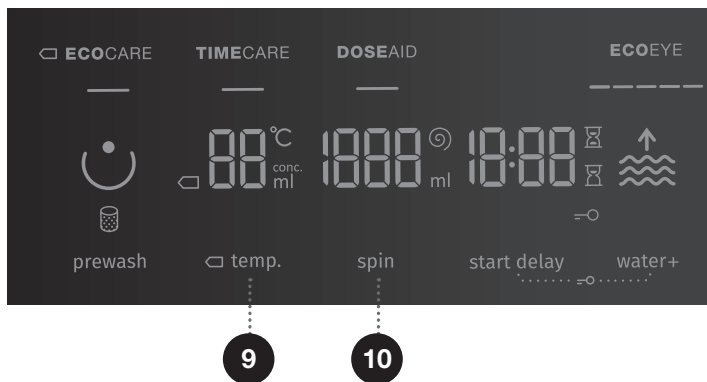 ECOCARE TIMECARE DOSEAID ECOEYE
88 °C 1888 18:88
conc.
ml ml
prewash temp. spin start delay water+
9 10